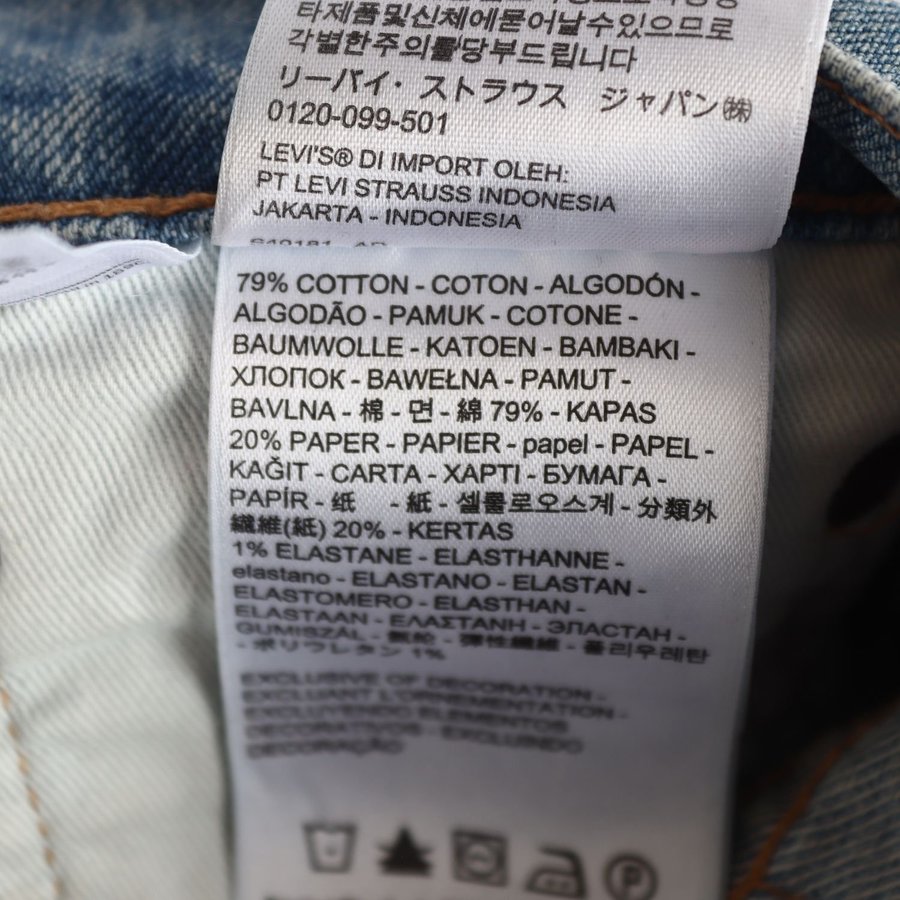 타제품및신체에묻어날수있으므로
각별한주의를당부드립니다
リーバイ・ストラウス ジャパン㈱
0120-099-501
LEVI'S® DI IMPORT OLEH:
PT LEVI STRAUSS INDONESIA
JAKARTA - INDONESIA
79% COTTON - COTON - ALGODÓN -
ALGODÃO - PAMUK - COTONE -
BAUMWOLLE - KATOEN - BAMBAKI -
ХЛОПОК - BAWEŁNA - PAMUT -
BAVLNA - 棉 - 면 - 綿 79% - KAPAS
20% PAPER - PAPIER - papel - PAPEL -
KAĞIT - CARTA - ΧΑΡΤΙ - БУМАГА -
PAPÍR - 纸 - 紙 - 셀룰로오스계 - 分類外
繊維(紙) 20% - KERTAS
1% ELASTANE - ELASTHANNE -
elastano - ELASTANO - ELASTAN -
ELASTOMERO - ELASTHAN -
ELASTAAN - ΕΛΑΣΤΑΝΗ - ЭЛАСТАН -
GUMISZÁL - 氨纶 - 彈性纖維 - 폴리우레탄
- ポリウレタン 1%
EXCLUSIVE OF DECORATION -
EXCLUANT L'ORNEMENTATION -
EXCLUYENDO ELEMENTOS
DECORATIVOS - EXCLUINDO
DECORAÇÃO
P